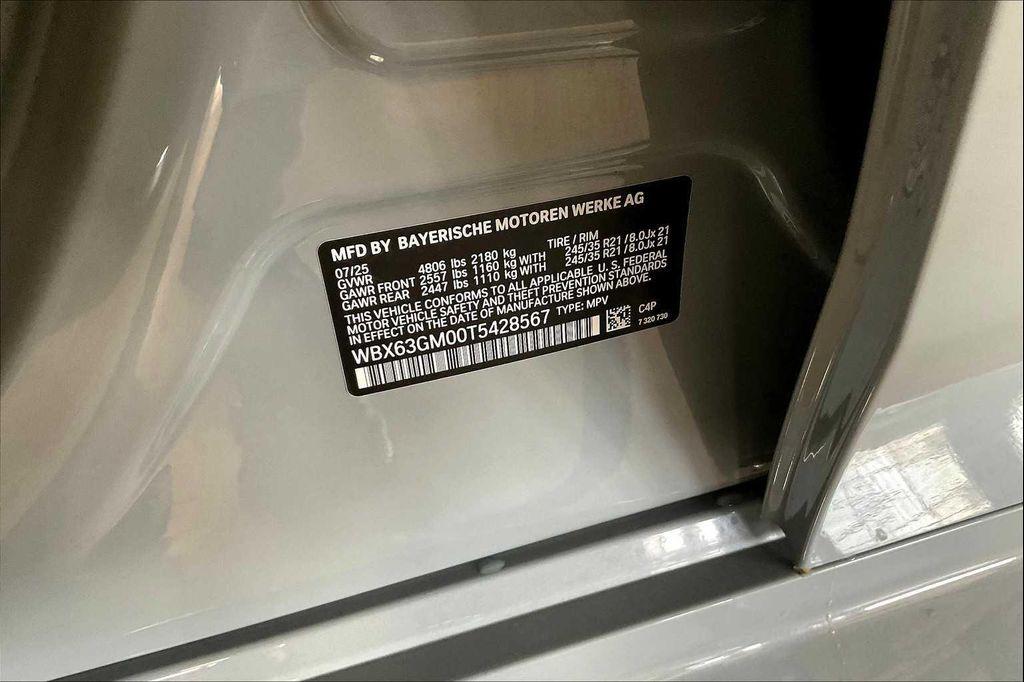 MFD BY BAYERISCHE MOTOREN WERKE AG
07/25 TIRE / RIM
GVWR 4806 lbs 2180 kg
GAWR FRONT 2557 lbs 1160 kg WITH 245/35 R21 / 8.0Jx 21
GAWR REAR 2447 lbs 1110 kg WITH 245/35 R21 / 8.0Jx 21
THIS VEHICLE CONFORMS TO ALL APPLICABLE U. S. FEDERAL
MOTOR VEHICLE SAFETY AND THEFT PREVENTION STANDARDS
IN EFFECT ON THE DATE OF MANUFACTURE SHOWN ABOVE.
WBX63GM00T5428567 TYPE: MPV C4P
7 320 730